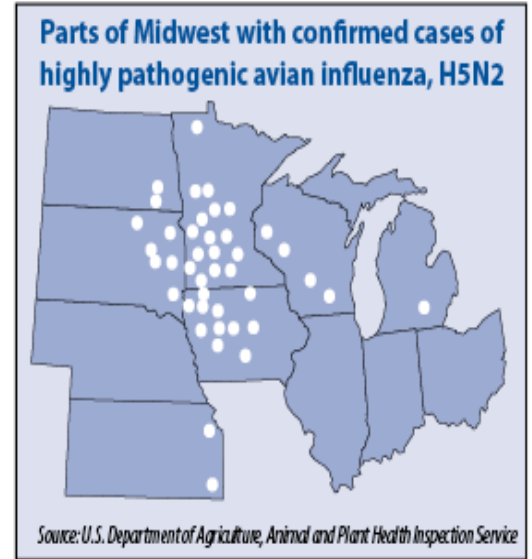 Parts of Midwest with confirmed cases of
highly pathogenic avian influenza, H5N2
Source: U.S. Department of Agriculture, Animal and Plant Health Inspection Service